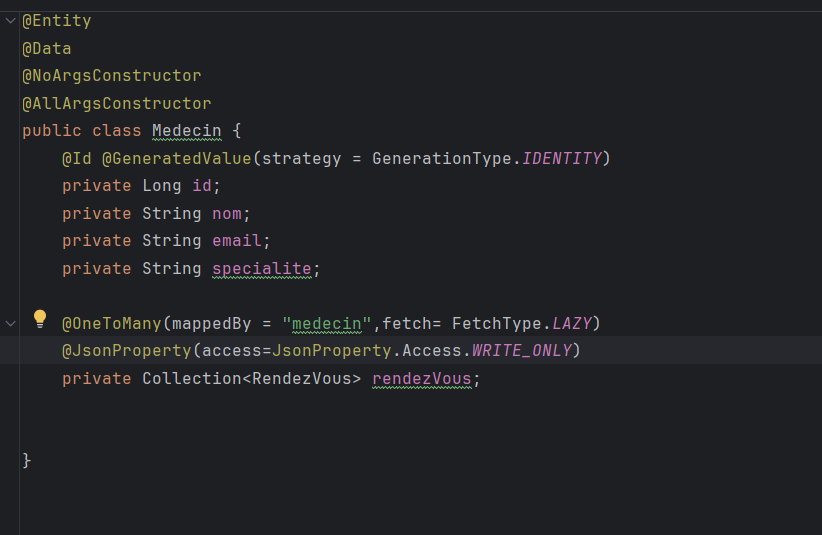 @Entity
@Data
@NoArgsConstructor
@AllArgsConstructor
public class Medecin {
    @Id @GeneratedValue(strategy = GenerationType.IDENTITY)
    private Long id;
    private String nom;
    private String email;
    private String specialite;
    @OneToMany(mappedBy = "medecin",fetch= FetchType.LAZY)
    @JsonProperty(access=JsonProperty.Access.WRITE_ONLY)
    private Collection<RendezVous> rendezVous;
}